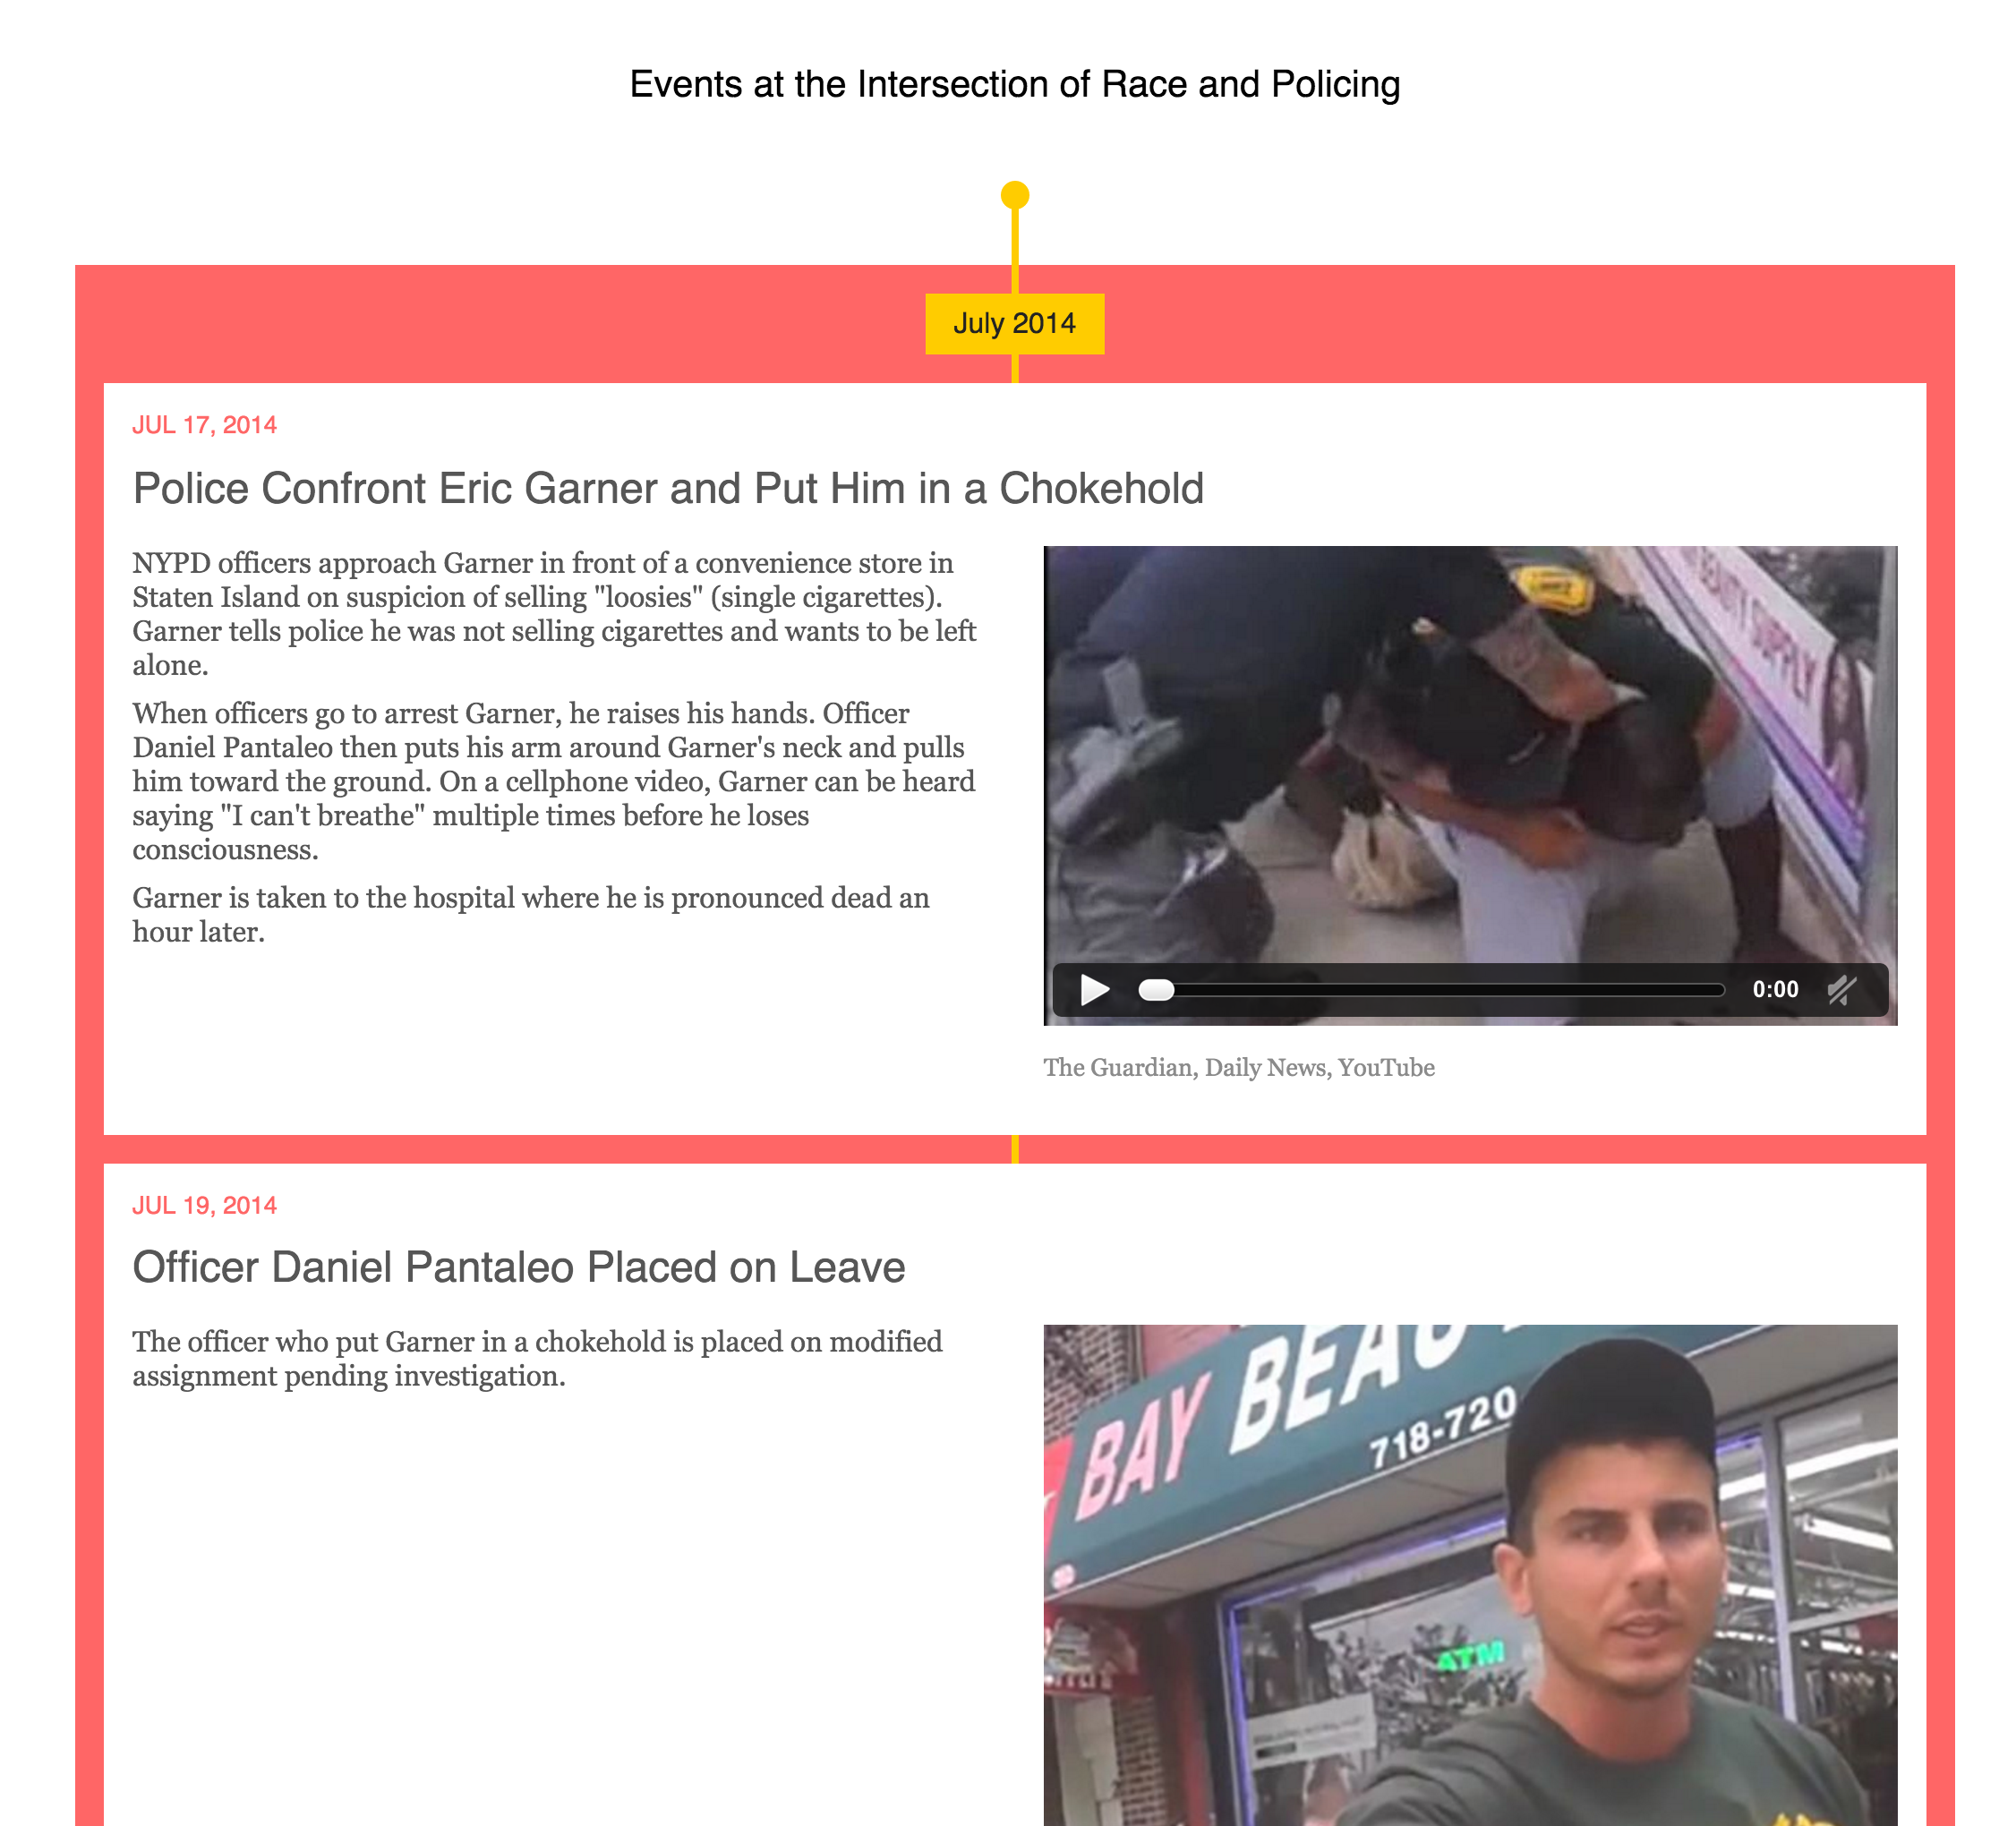 Events at the Intersection of Race and Policing
July 2014
JUL 17, 2014
Police Confront Eric Garner and Put Him in a Chokehold
NYPD officers approach Garner in front of a convenience store in
Staten Island on suspicion of selling "loosies" (single cigarettes).
Garner tells police he was not selling cigarettes and wants to be left
alone.
When officers go to arrest Garner, he raises his hands. Officer
Daniel Pantaleo then puts his arm around Garner's neck and pulls
him toward the ground. On a cellphone video, Garner can be heard
saying "I can't breathe" multiple times before he loses
consciousness.
Garner is taken to the hospital where he is pronounced dead an
hour later.
BEAUTY SUPPLY
0:00
The Guardian, Daily News, YouTube
JUL 19, 2014
Officer Daniel Pantaleo Placed on Leave
The officer who put Garner in a chokehold is placed on modified
assignment pending investigation.
BAY BEAU
718-720
ATM